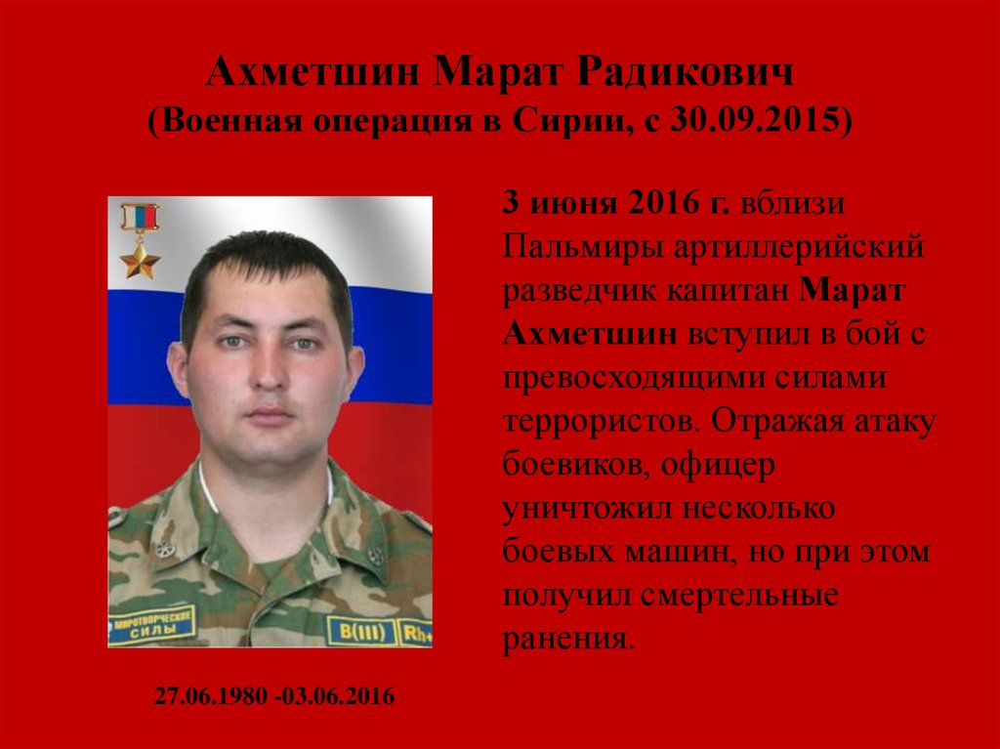 Ахметшин Марат Радикович
(Военная операция в Сирии, с 30.09.2015)
3 июня 2016 г. вблизи
Пальмиры артиллерийский
разведчик капитан Марат
Ахметшин вступил в бой с
превосходящими силами
террористов. Отражая атаку
боевиков, офицер
уничтожил несколько
боевых машин, но при этом
получил смертельные
ранения.
МИРОТВОРЧЕСКИЕ
СИЛЫ
В(III) Rh+
27.06.1980 -03.06.2016